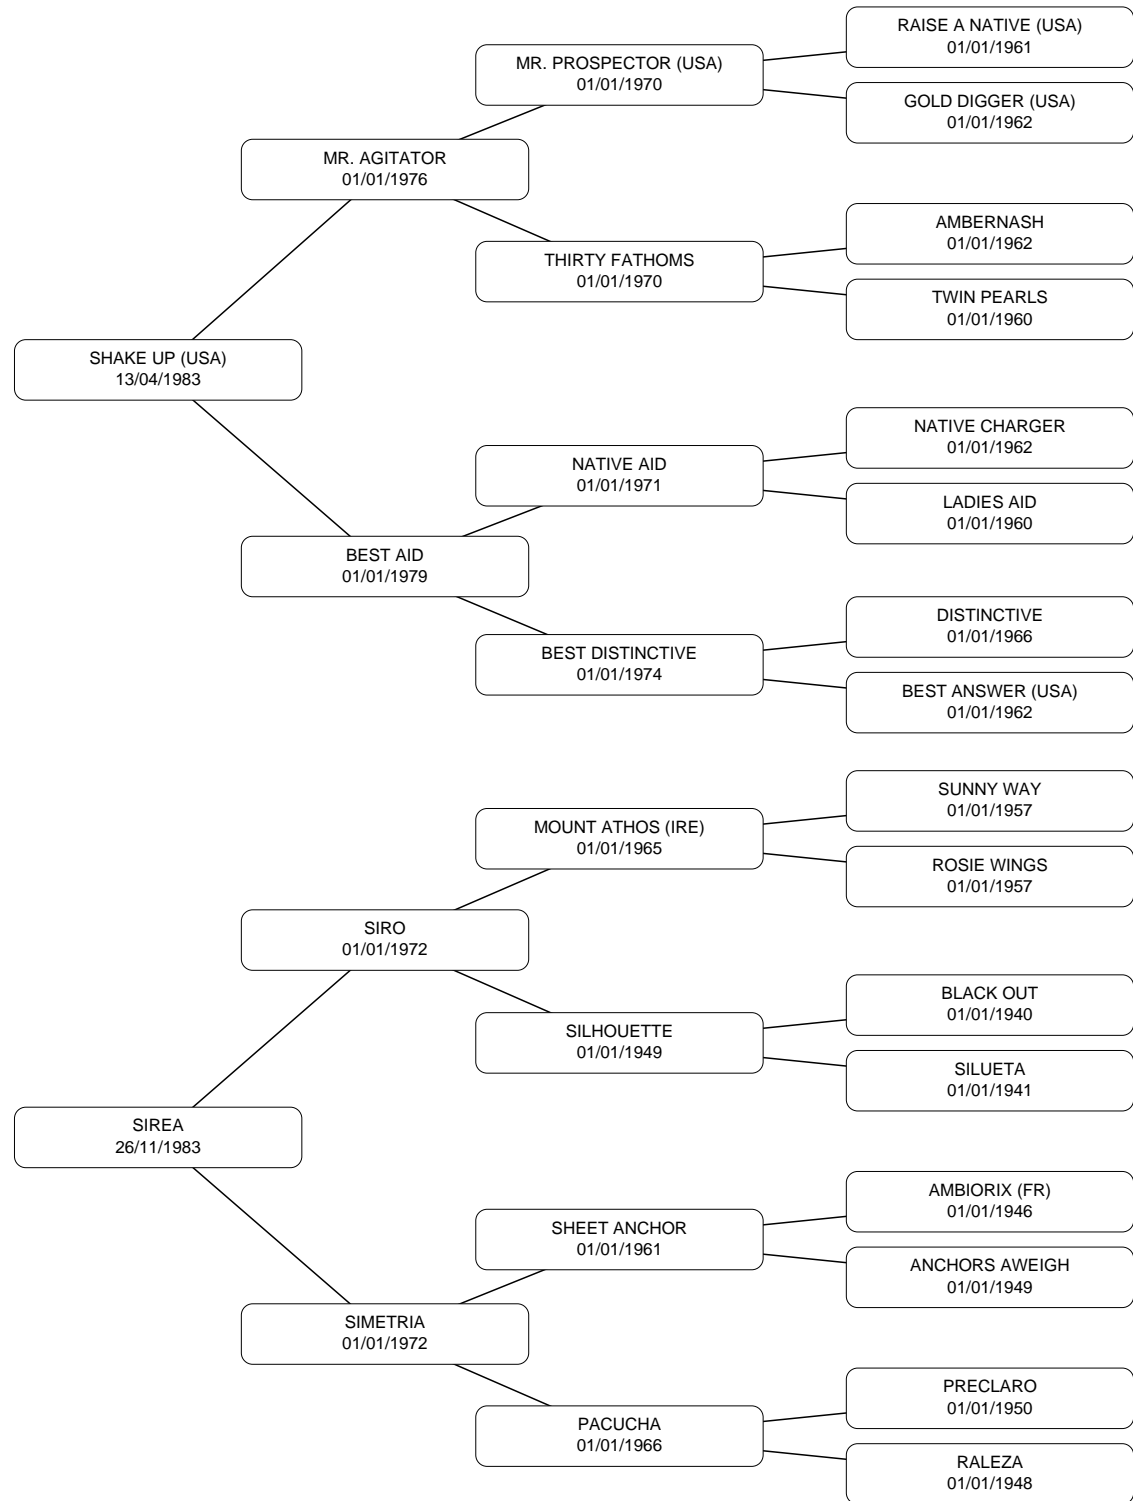 RAISE A NATIVE (USA)
01/01/1961
MR. PROSPECTOR (USA)
01/01/1970
GOLD DIGGER (USA)
01/01/1962
MR. AGITATOR
01/01/1976
AMBERNASH
01/01/1962
THIRTY FATHOMS
01/01/1970
TWIN PEARLS
01/01/1960
SHAKE UP (USA)
13/04/1983
NATIVE CHARGER
01/01/1962
NATIVE AID
01/01/1971
LADIES AID
01/01/1960
BEST AID
01/01/1979
DISTINCTIVE
01/01/1966
BEST DISTINCTIVE
01/01/1974
BEST ANSWER (USA)
01/01/1962
SUNNY WAY
01/01/1957
MOUNT ATHOS (IRE)
01/01/1965
ROSIE WINGS
01/01/1957
SIRO
01/01/1972
BLACK OUT
01/01/1940
SILHOUETTE
01/01/1949
SILUETA
01/01/1941
SIREA
26/11/1983
AMBIORIX (FR)
01/01/1946
SHEET ANCHOR
01/01/1961
ANCHORS AWEIGH
01/01/1949
SIMETRIA
01/01/1972
PRECLARO
01/01/1950
PACUCHA
01/01/1966
RALEZA
01/01/1948